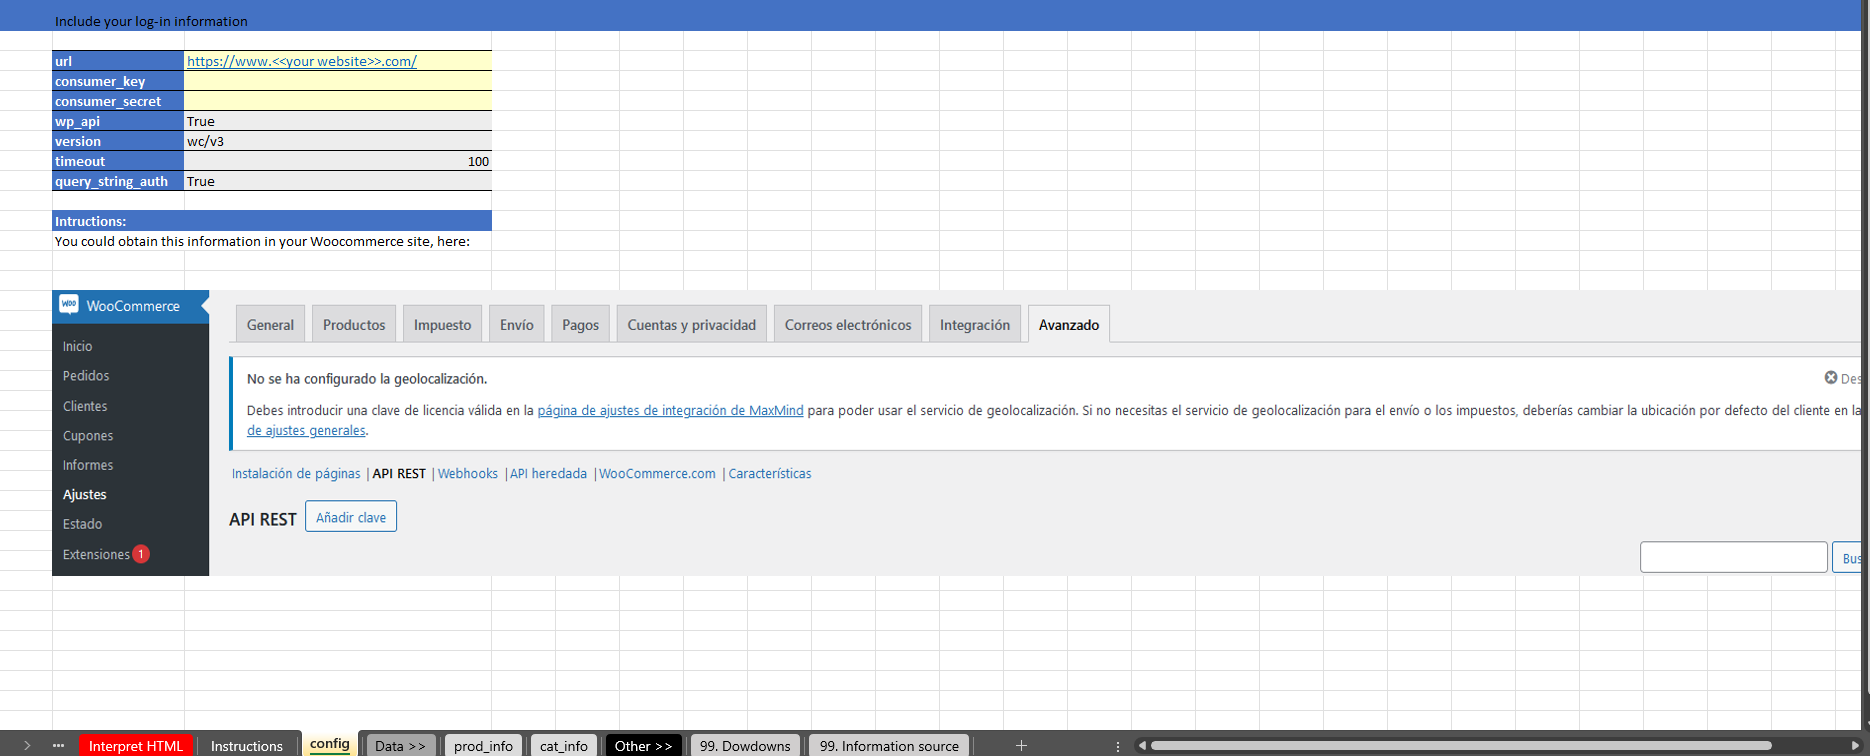 Include your log-in information
url https://www.<<your website>>.com/
consumer_key
consumer_secret
wp_api True
version wc/v3
timeout 100
query_string_auth True
Intructions:
You could obtain this information in your Woocommerce site, here:
Woo WooCommerce
General Productos Impuesto Envío Pagos Cuentas y privacidad Correos electrónicos Integración Avanzado
Inicio
Pedidos
Clientes
Cupones
Informes
Ajustes
Estado
Extensiones 1
No se ha configurado la geolocalización. Des
Debes introducir una clave de licencia válida en la página de ajustes de integración de MaxMind para poder usar el servicio de geolocalización. Si no necesitas el servicio de geolocalización para el envío o los impuestos, deberías cambiar la ubicación por defecto del cliente en la
de ajustes generales.
Instalación de páginas | API REST | Webhooks | API heredada | WooCommerce.com | Características
API REST Añadir clave
Bus
Interpret HTML Instructions config Data >> prod_info cat_info Other >> 99. Dowdowns 99. Information source